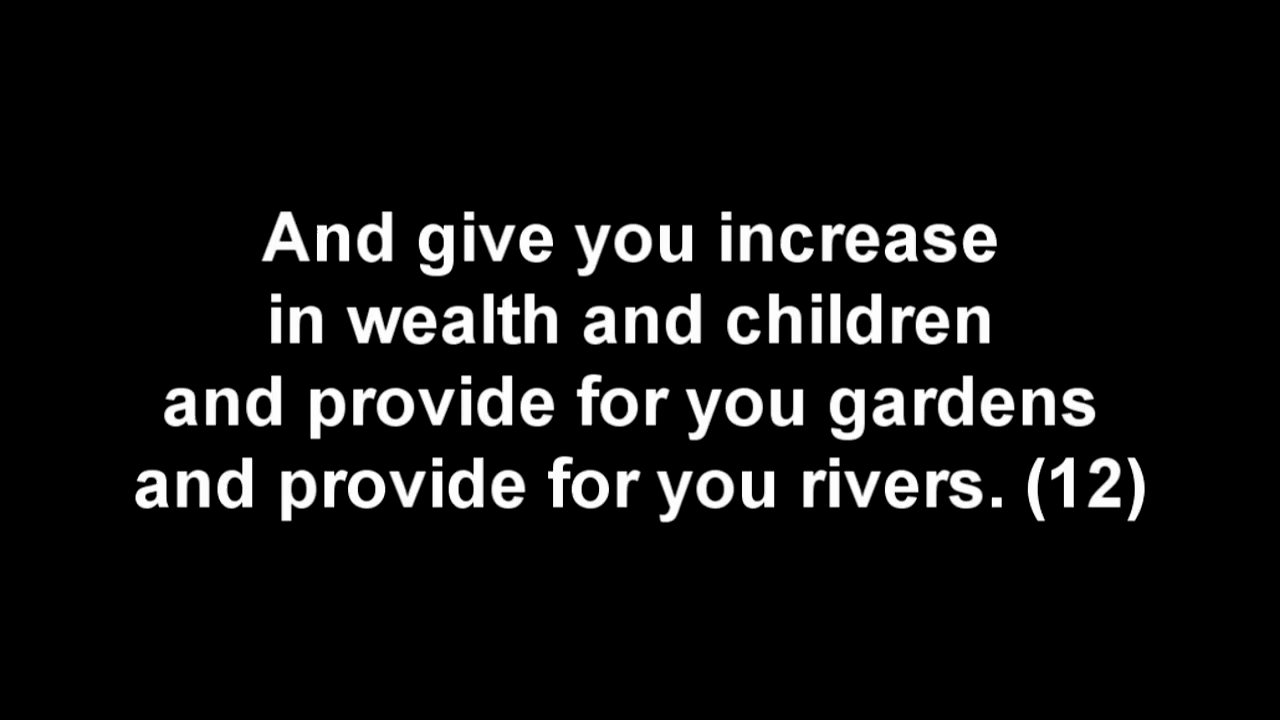 And give you increase
in wealth and children
and provide for you gardens
and provide for you rivers. (12)